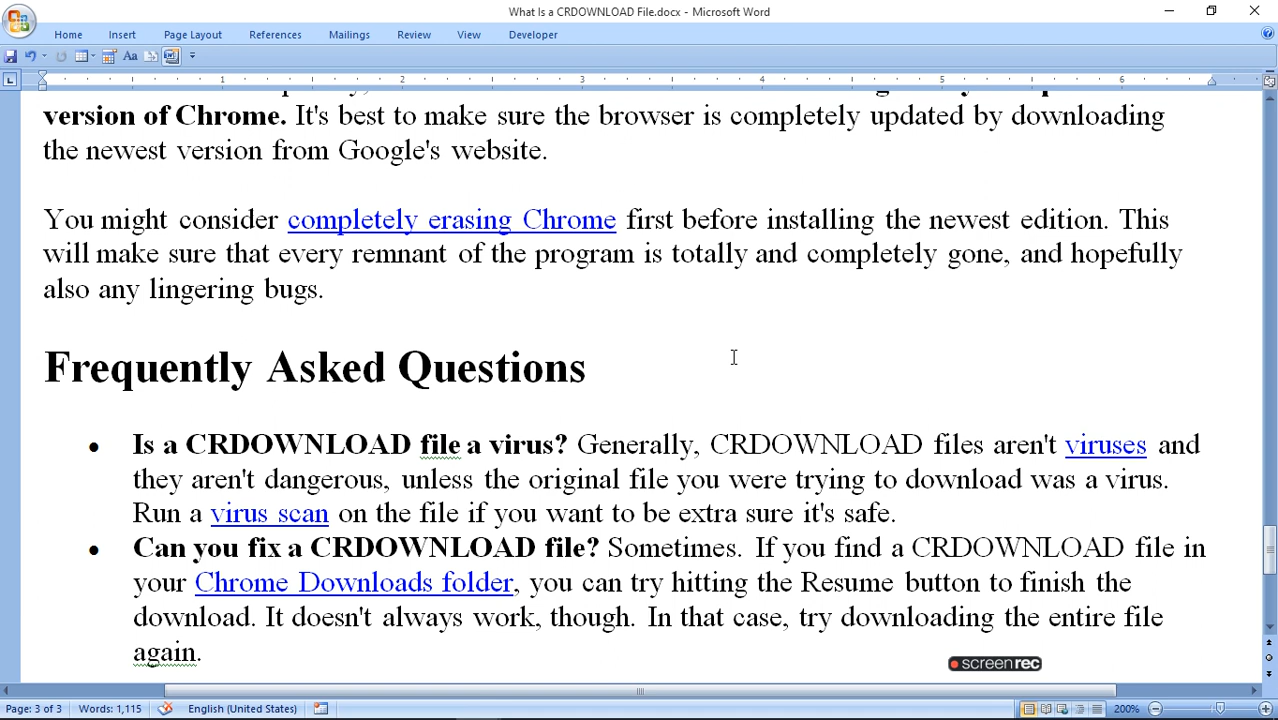 What Is a CRDOWNLOAD File.docx - Microsoft Word
Home Insert Page Layout References Mailings Review View Developer
Aa
1 2 3 4 5 6
version of Chrome. It's best to make sure the browser is completely updated by downloading
the newest version from Google's website.
You might consider completely erasing Chrome first before installing the newest edition. This
will make sure that every remnant of the program is totally and completely gone, and hopefully
also any lingering bugs.
Frequently Asked Questions
• Is a CRDOWNLOAD file a virus? Generally, CRDOWNLOAD files aren't viruses and
they aren't dangerous, unless the original file you were trying to download was a virus.
Run a virus scan on the file if you want to be extra sure it's safe.
• Can you fix a CRDOWNLOAD file? Sometimes. If you find a CRDOWNLOAD file in
your Chrome Downloads folder, you can try hitting the Resume button to finish the
download. It doesn't always work, though. In that case, try downloading the entire file
again.
screenrec
Page: 3 of 3 Words: 1,115 English (United States) 200%